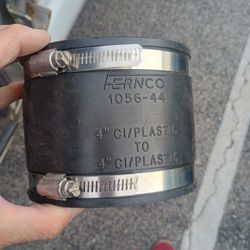 FERNCO
1056-44
4" CI/PLASTIC
TO
4" CI/PLASTIC